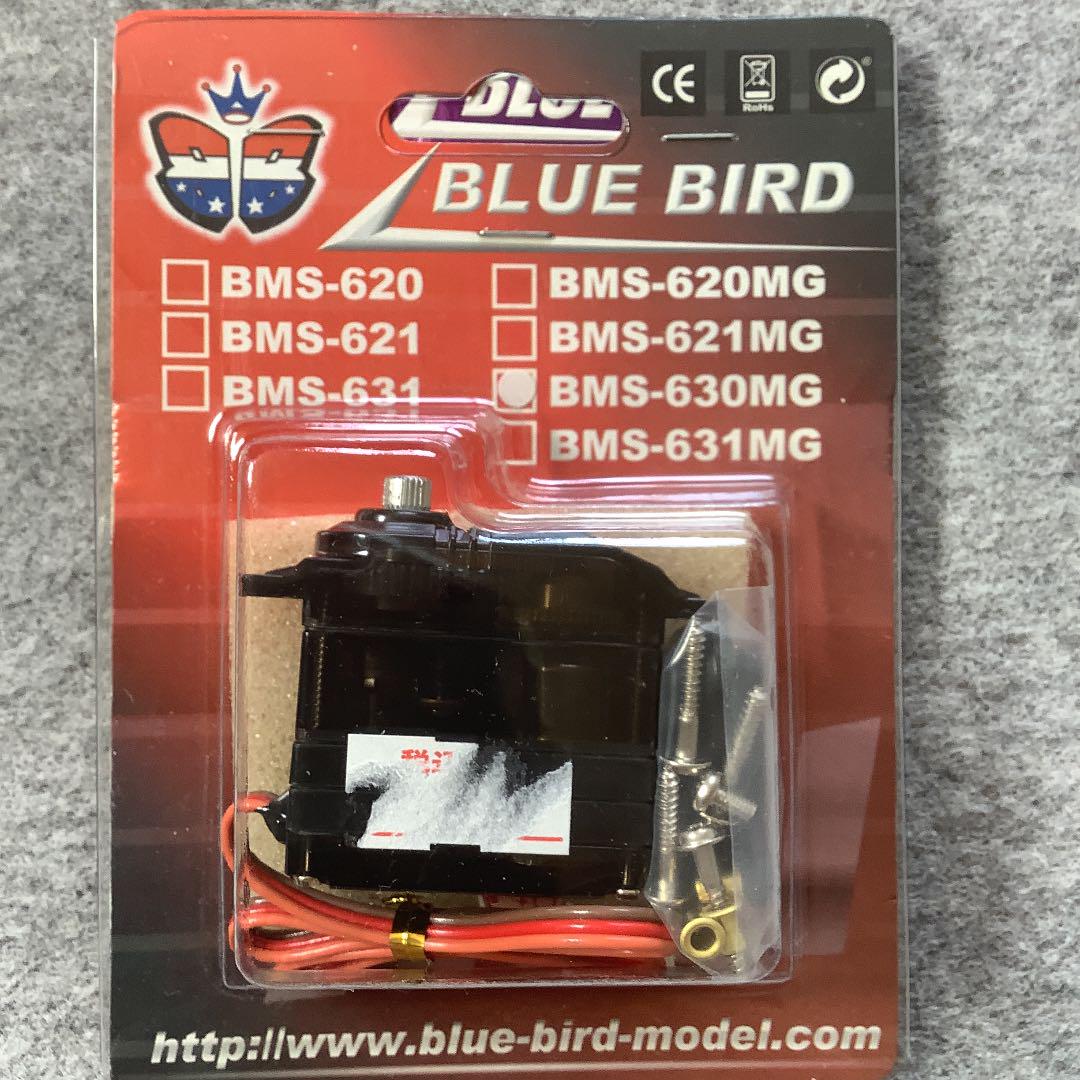 BLUE
CE
RoHs
BLUE BIRD
BMS-620
BMS-620MG
BMS-621
BMS-621MG
BMS-631
BMS-630MG
BMS-631MG
http://www.blue-bird-model.com